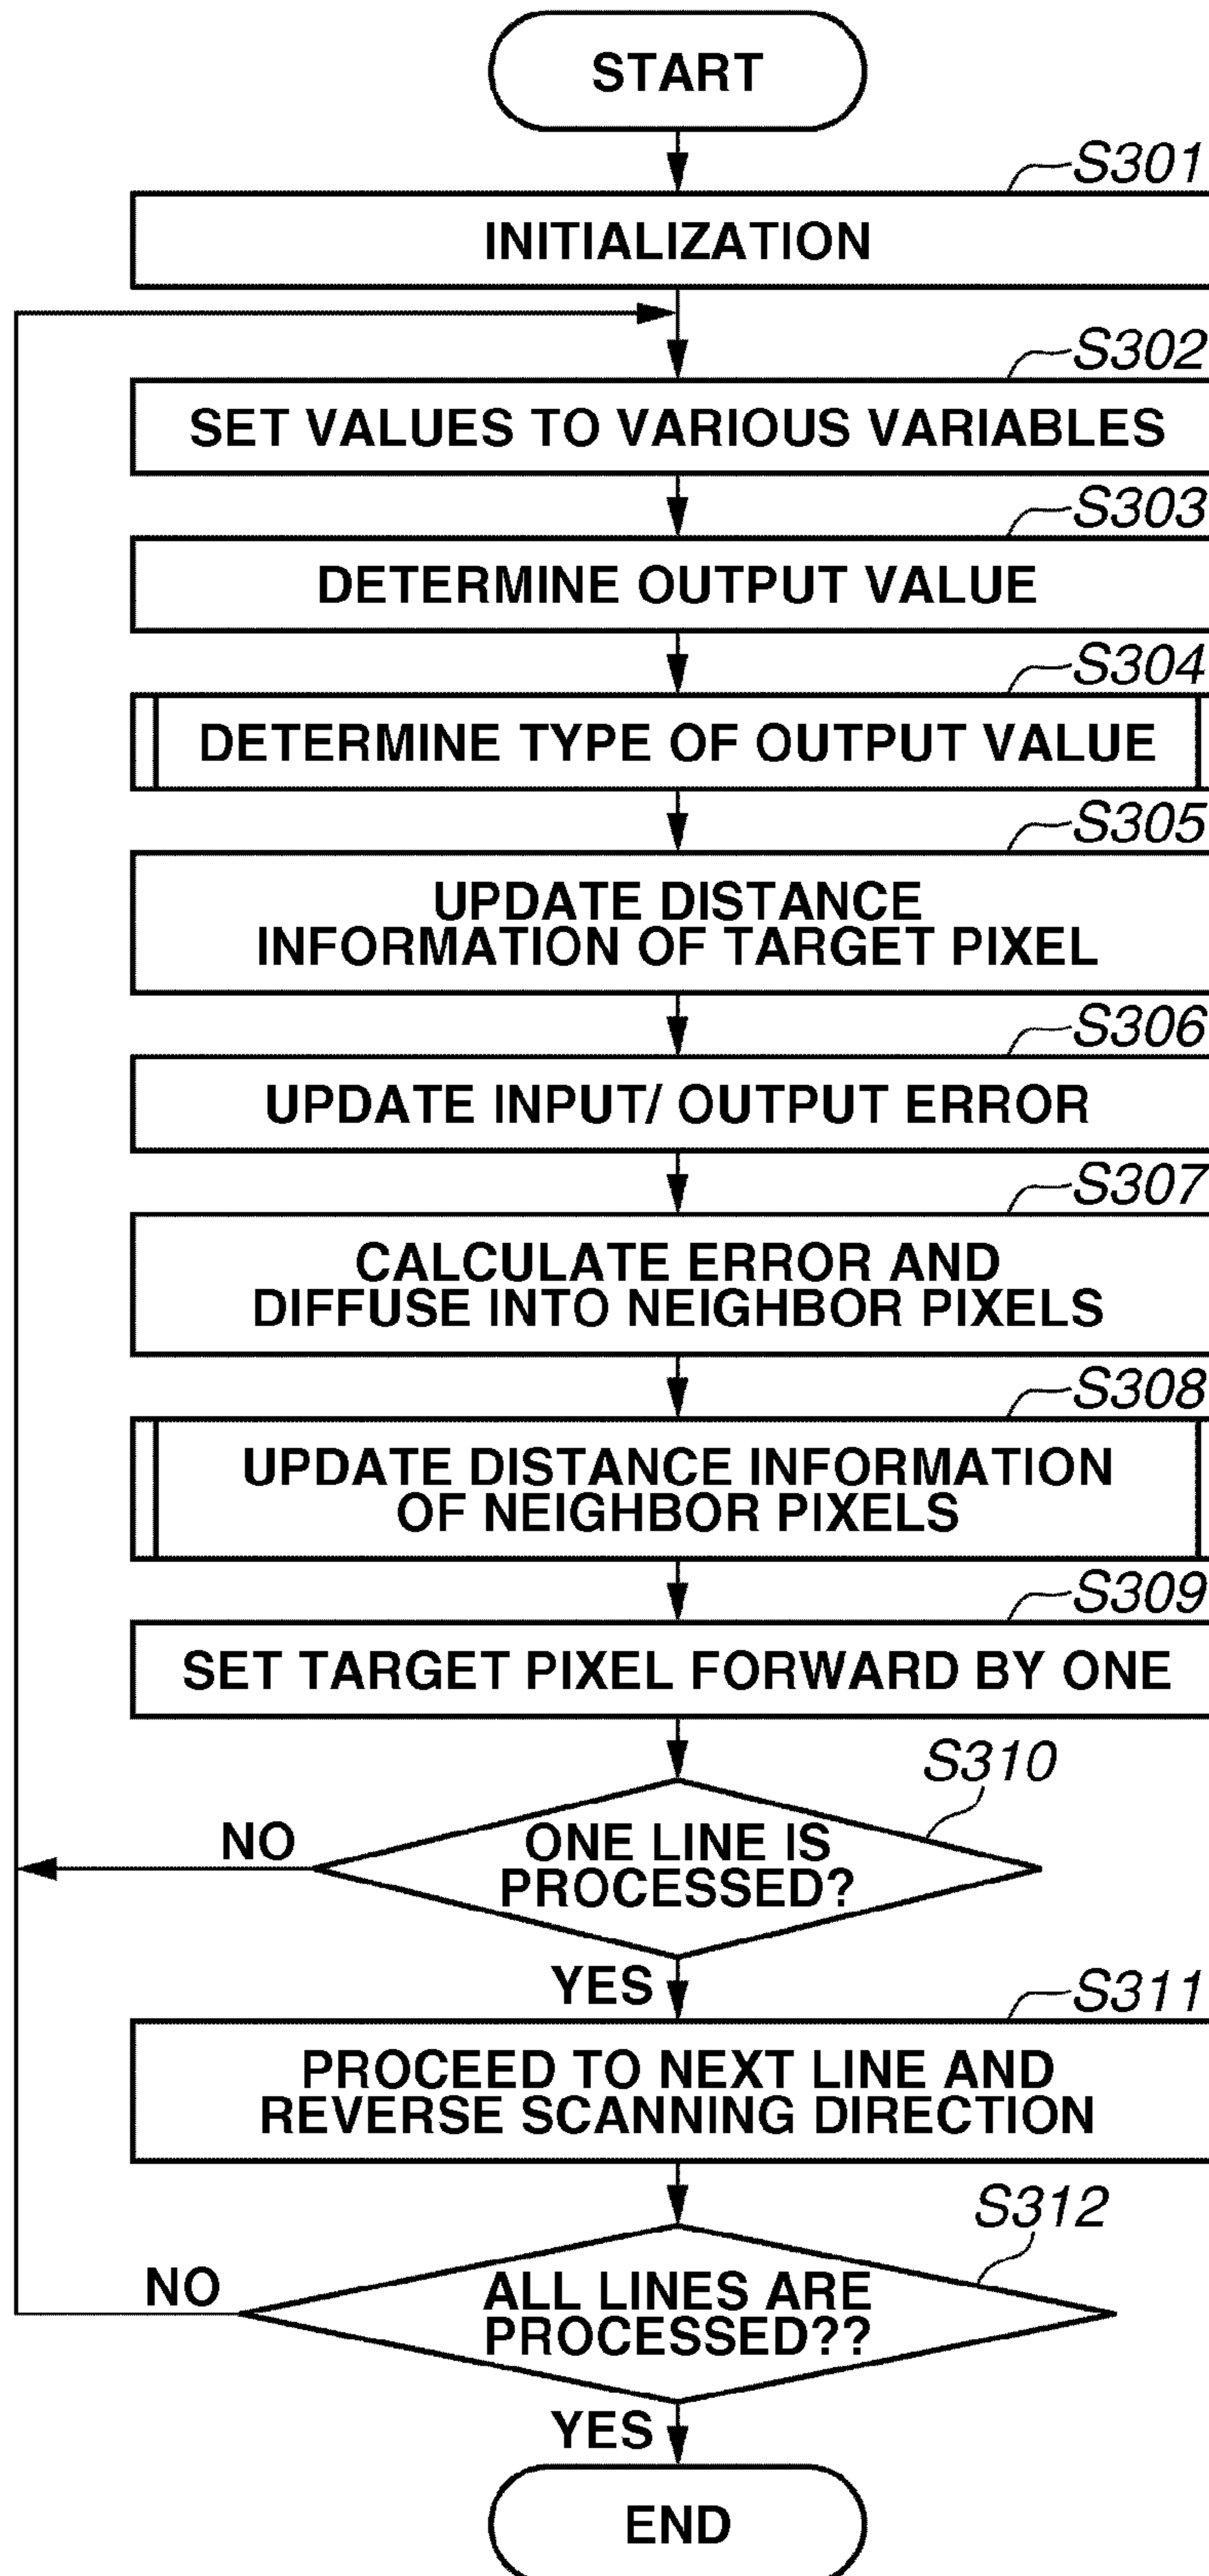 START
S301
INITIALIZATION
S302
SET VALUES TO VARIOUS VARIABLES
S303
DETERMINE OUTPUT VALUE
S304
DETERMINE TYPE OF OUTPUT VALUE
S305
UPDATE DISTANCE
INFORMATION OF TARGET PIXEL
S306
UPDATE INPUT/ OUTPUT ERROR
S307
CALCULATE ERROR AND
DIFFUSE INTO NEIGHBOR PIXELS
S308
UPDATE DISTANCE INFORMATION
OF NEIGHBOR PIXELS
S309
SET TARGET PIXEL FORWARD BY ONE
S310
NO
ONE LINE IS
PROCESSED?
YES
S311
PROCEED TO NEXT LINE AND
REVERSE SCANNING DIRECTION
S312
NO
ALL LINES ARE
PROCESSED??
YES
END